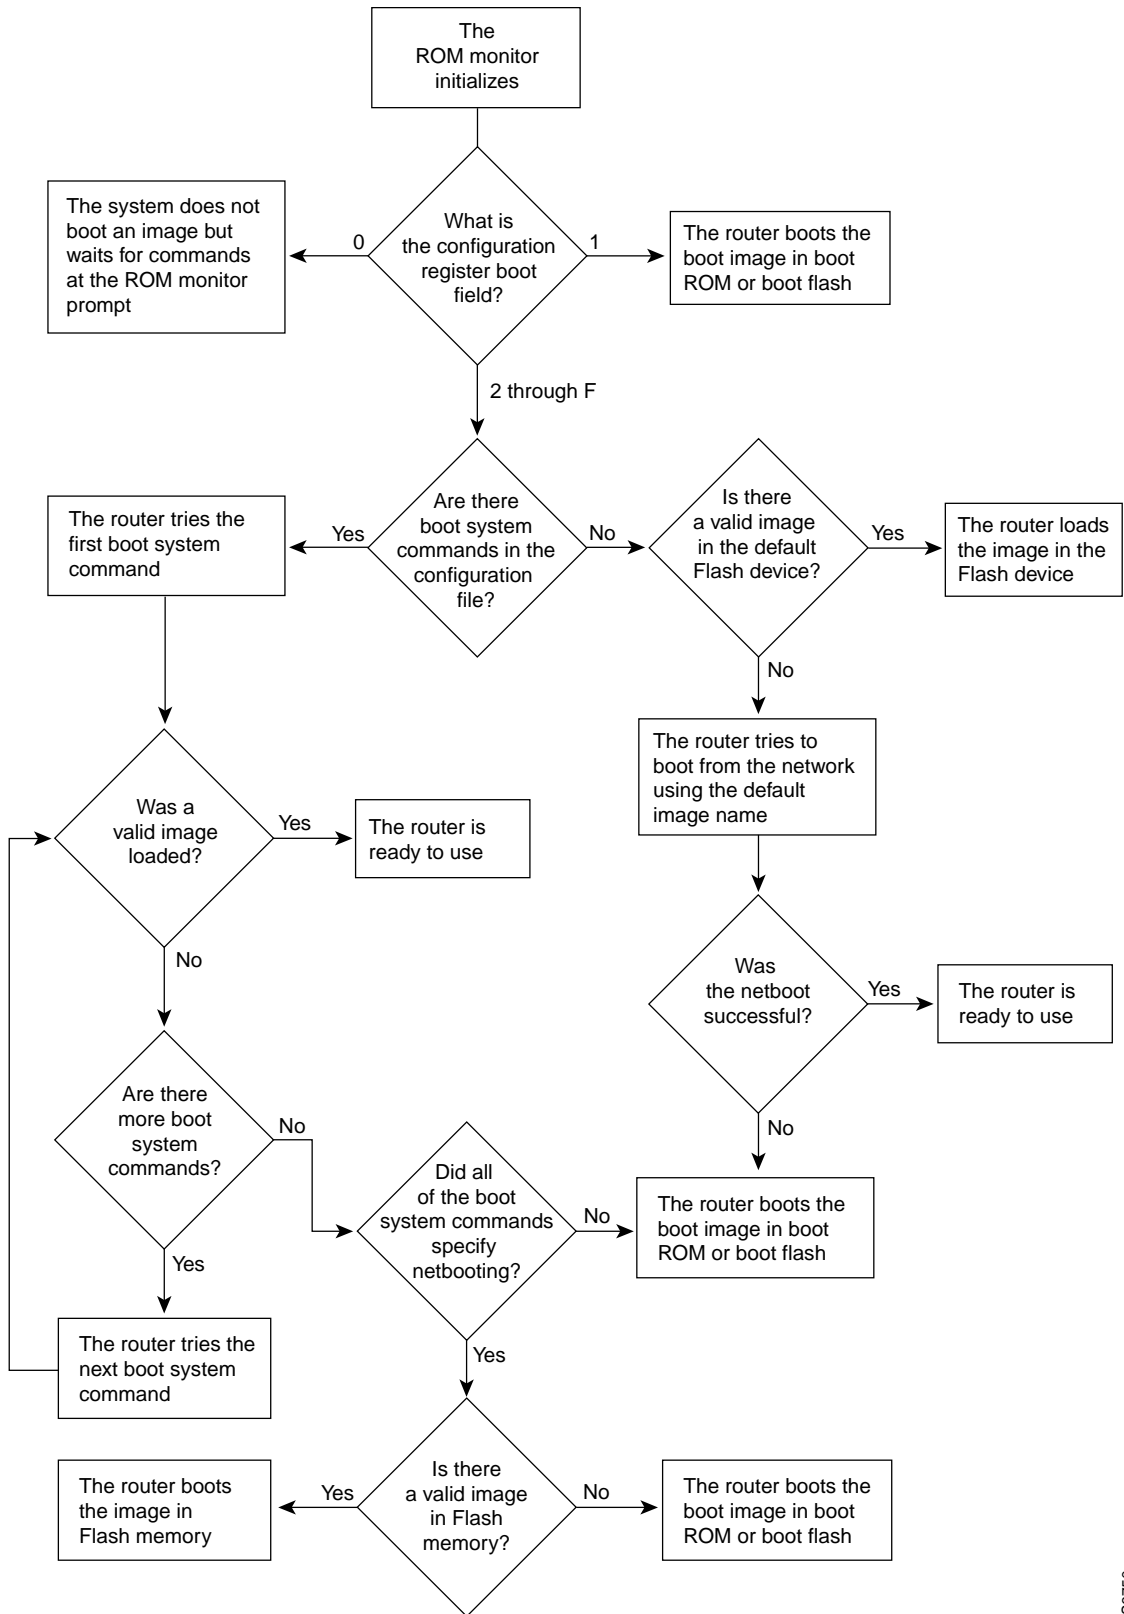 The
ROM monitor
initializes
What is
the configuration
register boot
field?
0
1
The system does not
boot an image but
waits for commands
at the ROM monitor
prompt
The router boots the
boot image in boot
ROM or boot flash
2 through F
Are there
boot system
commands in the
configuration
file?
Yes
No
The router tries the
first boot system
command
Is there
a valid image
in the default
Flash device?
Yes
The router loads
the image in the
Flash device
No
The router tries to
boot from the network
using the default
image name
Was a
valid image
loaded?
Yes
The router is
ready to use
No
Was
the netboot
successful?
Yes
The router is
ready to use
No
Are there
more boot
system
commands?
No
Yes
Did all
of the boot
system commands
specify
netbooting?
No
The router boots the
boot image in boot
ROM or boot flash
The router tries the
next boot system
command
Yes
Is there
a valid image
in Flash
memory?
Yes
The router boots
the image in
Flash memory
No
The router boots the
boot image in boot
ROM or boot flash